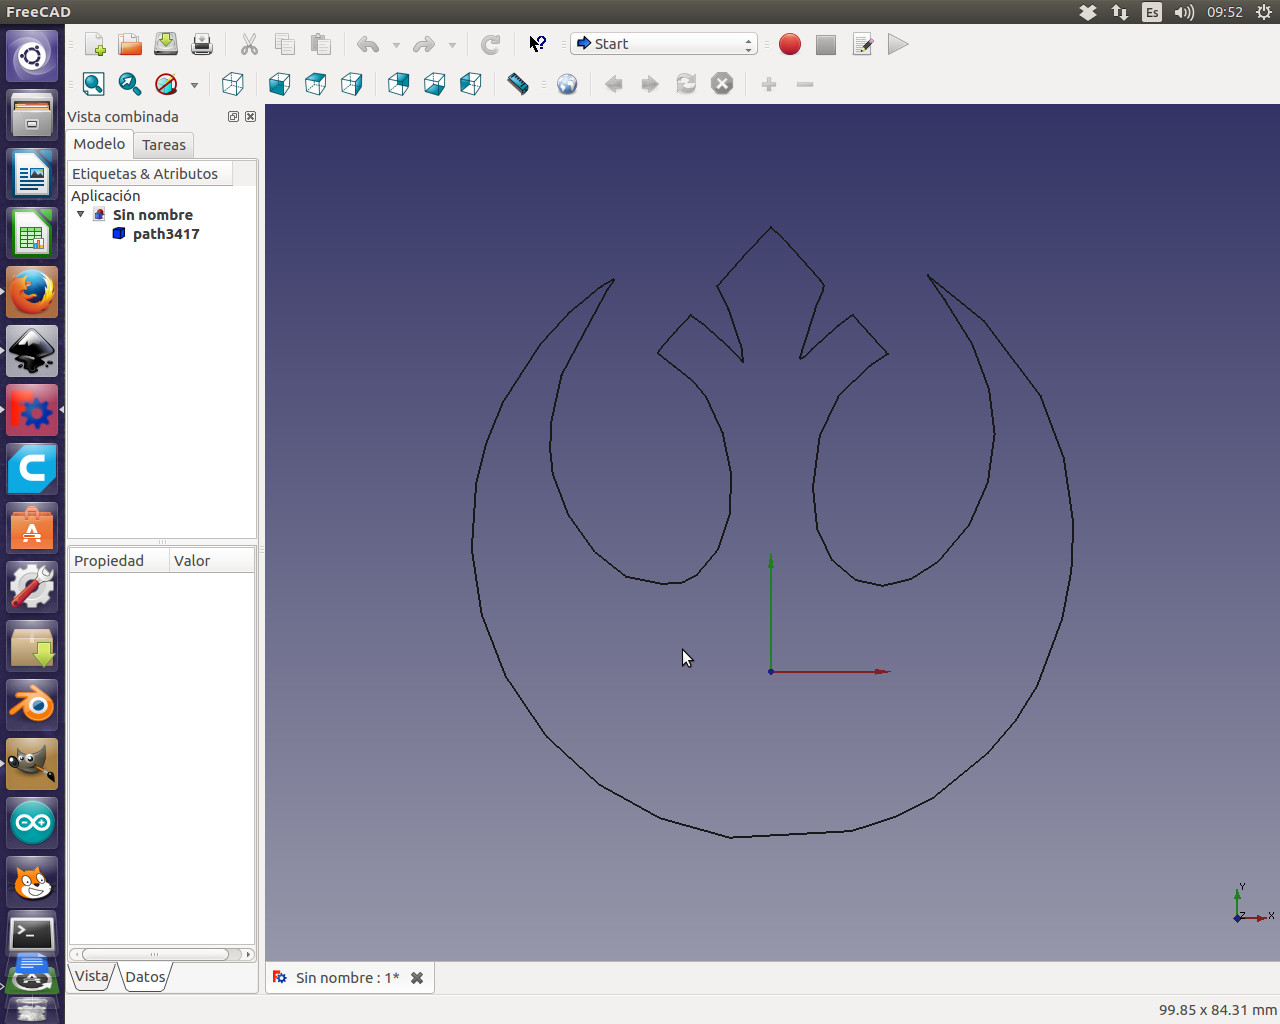 FreeCAD
Es
09:52
Start
Vista combinada
Modelo
Tareas
Etiquetas & Atributos
Aplicación
Sin nombre
path3417
Propiedad
Valor
Y
Z
X
Vista
Datos
Sin nombre : 1*
99.85 x 84.31 mm